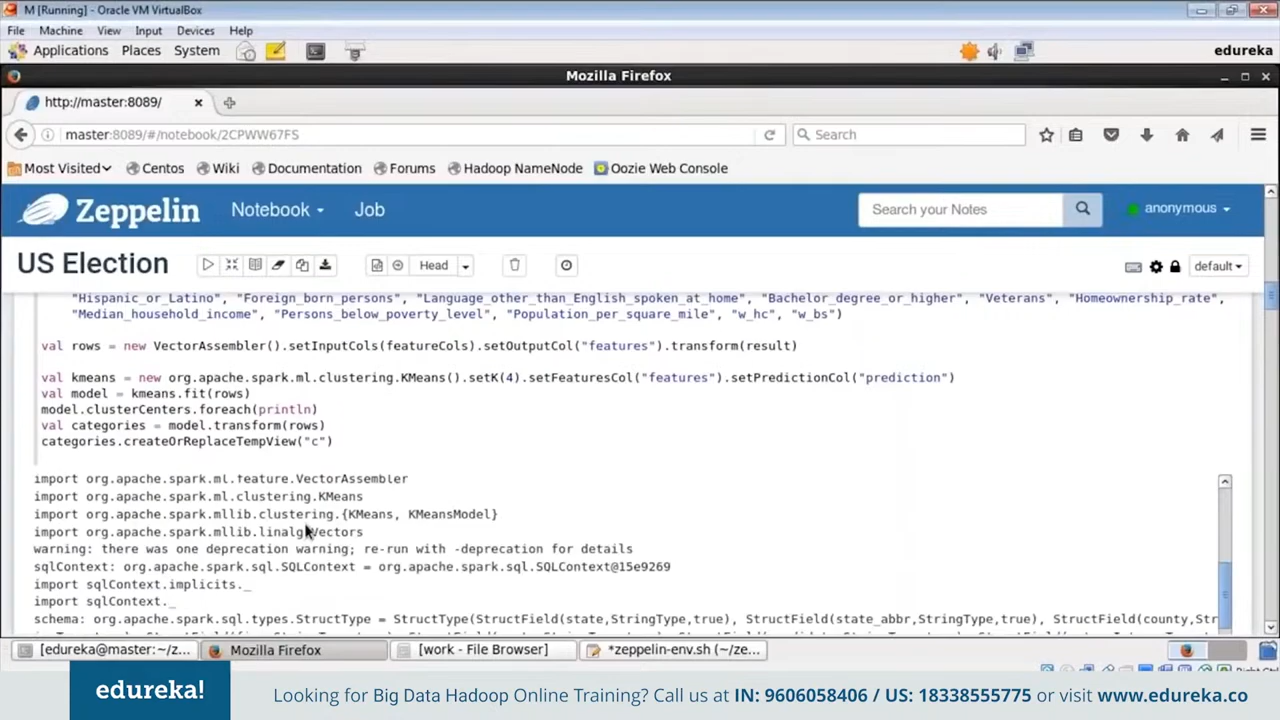 M [Running] - Oracle VM VirtualBox
File Machine View Input Devices Help
Applications Places System edureka
Mozilla Firefox
http://master:8089/
master:8089/#/notebook/2CPWW67FS Search
Most Visited Centos Wiki Documentation Forums Hadoop NameNode Oozie Web Console
Zeppelin Notebook Job Search your Notes anonymous
US Election Head default
"Hispanic_or_Latino", "Foreign_born_persons", "Language_other_than_English_spoken_at_home", "Bachelor_degree_or_higher", "Veterans", "Homeownership_rate",
"Median_household_income", "Persons_below_poverty_level", "Population_per_square_mile", "w_hc", "w_bs")
val rows = new VectorAssembler().setInputCols(featureCols).setOutputCol("features").transform(result)
val kmeans = new org.apache.spark.ml.clustering.KMeans().setK(4).setFeaturesCol("features").setPredictionCol("prediction")
val model = kmeans.fit(rows)
model.clusterCenters.foreach(println)
val categories = model.transform(rows)
categories.createOrReplaceTempView("c")
import org.apache.spark.ml.feature.VectorAssembler
import org.apache.spark.ml.clustering.KMeans
import org.apache.spark.mllib.clustering.{KMeans, KMeansModel}
import org.apache.spark.mllib.linalg.Vectors
warning: there was one deprecation warning; re-run with -deprecation for details
sqlContext: org.apache.spark.sql.SQLContext = org.apache.spark.sql.SQLContext@15e9269
import sqlContext.implicits._
import sqlContext._
schema: org.apache.spark.sql.types.StructType = StructType(StructField(state,StringType,true), StructField(state_abbr,StringType,true), StructField(county,Str
[edureka@master:~/z... Mozilla Firefox [work - File Browser] *zeppelin-env.sh (~/ze...
edureka! Looking for Big Data Hadoop Online Training? Call us at IN: 9606058406 / US: 18338555775 or visit www.edureka.co